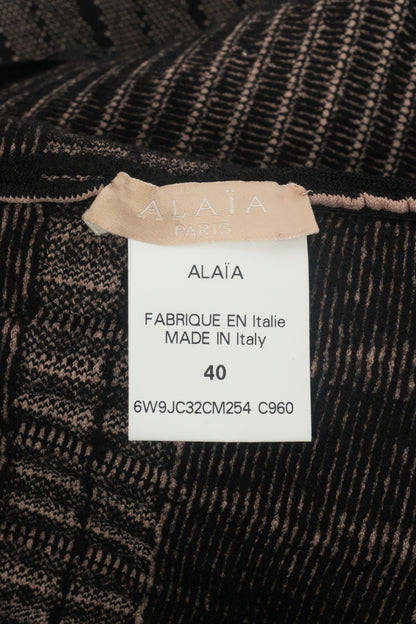 ALAÏA
PARIS
ALAÏA
FABRIQUE EN Italie
MADE IN Italy
40
6W9JC32CM254 C960